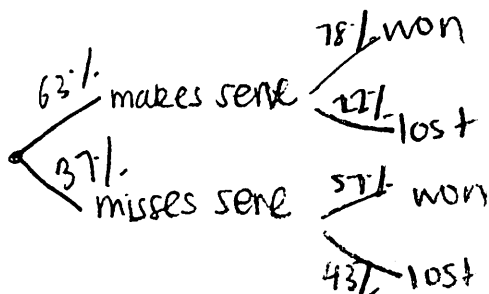 78% won
63% makes serve 22% lost
37% misses serve 57% won
43% lost